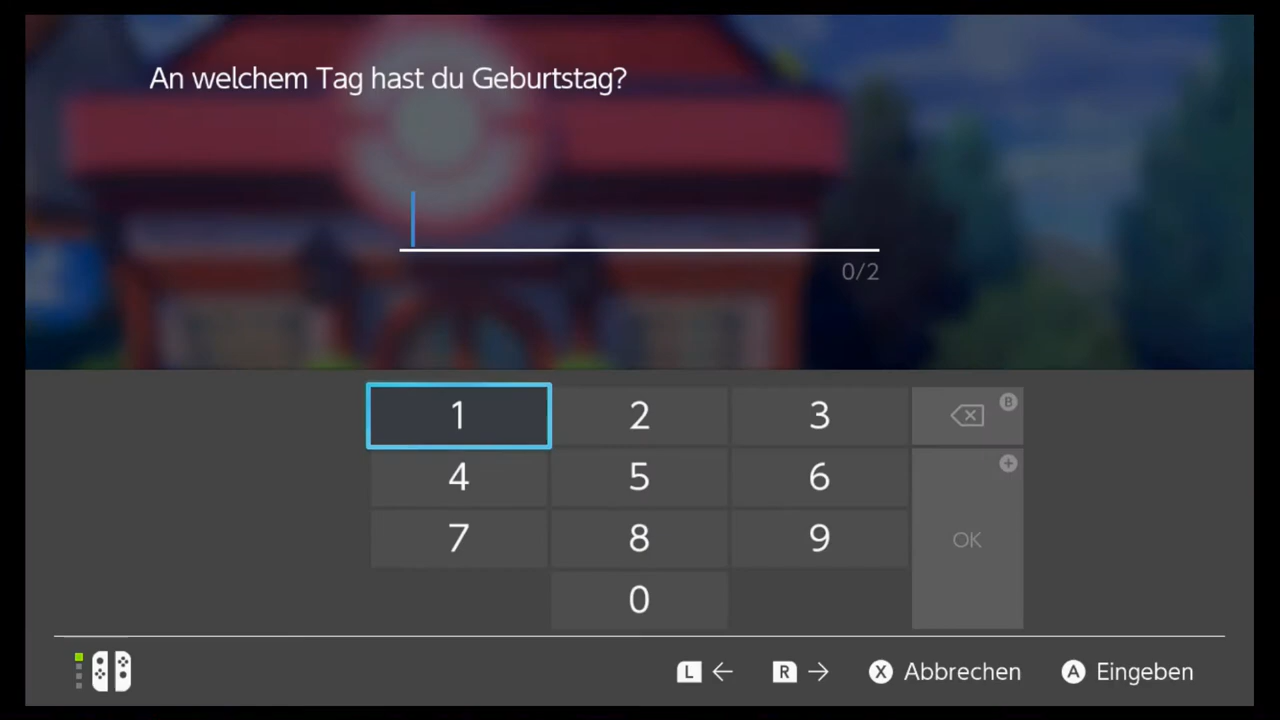 An welchem Tag hast du Geburtstag?
0/2
1 2 3 B
4 5 6 +
7 8 9 OK
0
L ← R → X Abbrechen A Eingeben